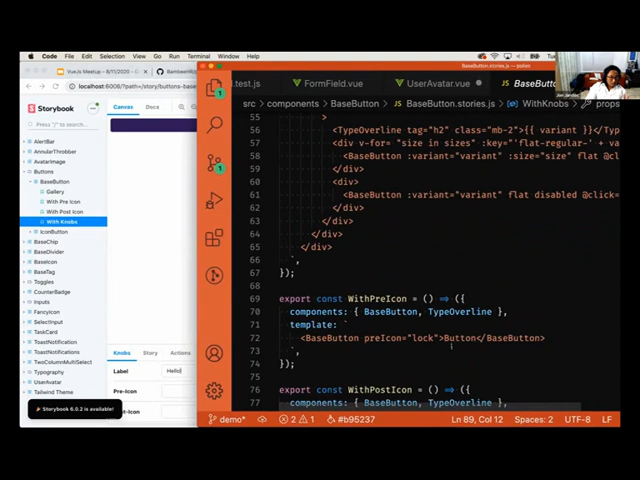 Code File Edit Selection View Go Run Terminal Window Help
VueJs Meetup - 8/11/2020 -
localhost:6006/?path=/story/buttons-base
BaseButton.stories.js — pollen
Storybook
Canvas
Docs
AlertBar
AnnularThrobber
AvatarImage
Buttons
BaseButton
Gallery
With Pre Icon
With Post Icon
With Knobs
IconButton
BaseChip
BaseDivider
BaseIcon
BaseTag
Toggles
CounterBadge
Inputs
FancyIcon
SelectInput
TaskCard
ToastNotification
ToastNotifications
TwoColumnMultiSelect
Typography
UserAvatar
Tailwind Theme
Storybook 6.0.2 is available!
Knobs
Story
Actions
Label
Hello
Pre-Icon
.test.js
FormField.vue
UserAvatar.vue
JS BaseButton
src > components > BaseButton > JS BaseButton.stories.js > WithKnobs > props
55 >
56 <TypeOverline tag="h2" class="mb-2">{{ variant }}</Ty
57 <div v-for= "size in sizes" :key="'flat-regular-' + va
58 <BaseButton :variant="variant" :size="size" flat @cl
59 </div>
60 <div>
61 <BaseButton :variant="variant" flat disabled @click=
62 </div>
63 </div>
64 </div>
65 </div>
66 `,
67 });
68
69 export const WithPreIcon = () => ({
70 components: { BaseButton, TypeOverline },
71 template: `
72 <BaseButton preIcon="lock">Button</BaseButton>
73 `,
74 });
75
76 export const WithPostIcon = () => ({
77 components: { BaseButton, TypeOverline },
demo*
2
1
#b95237
Ln 89, Col 12
Spaces: 2
UTF-8
LF